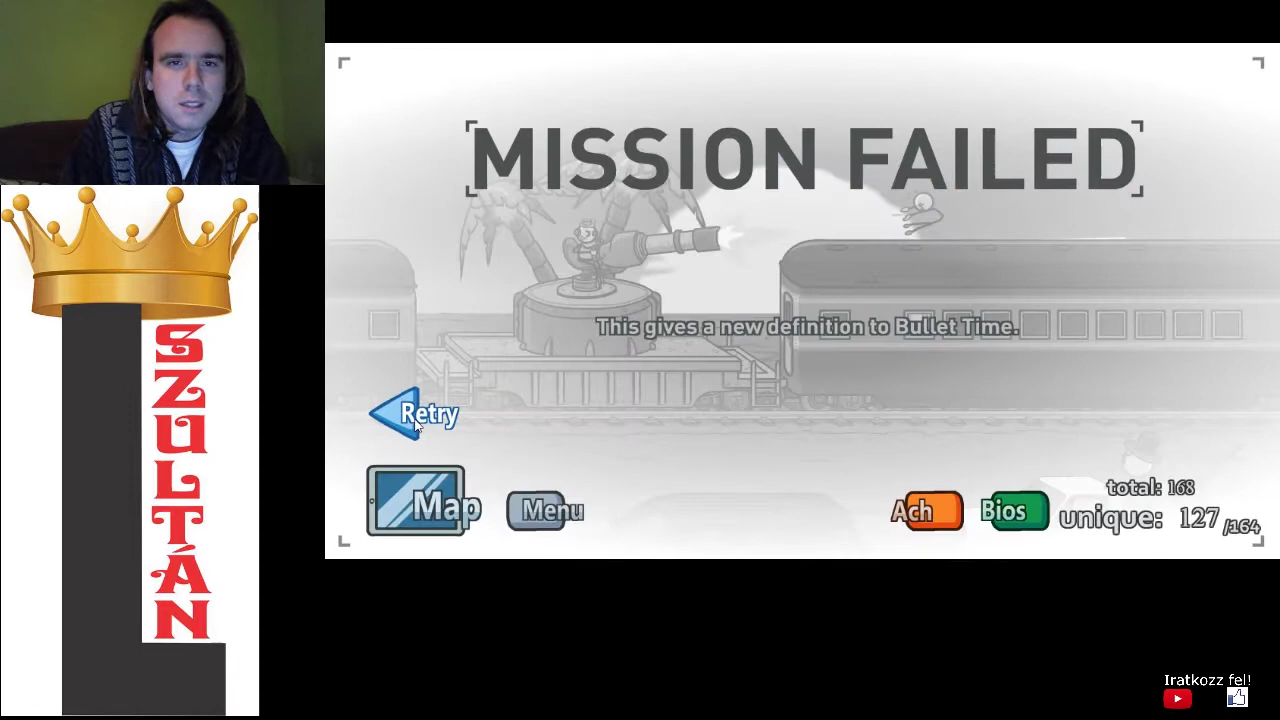 MISSION FAILED
This gives a new definition to Bullet Time.
Retry
Map
Menu
Ach
Bios
total: 168
unique: 127/164
L
SZULTÁN
Iratkozz fel!